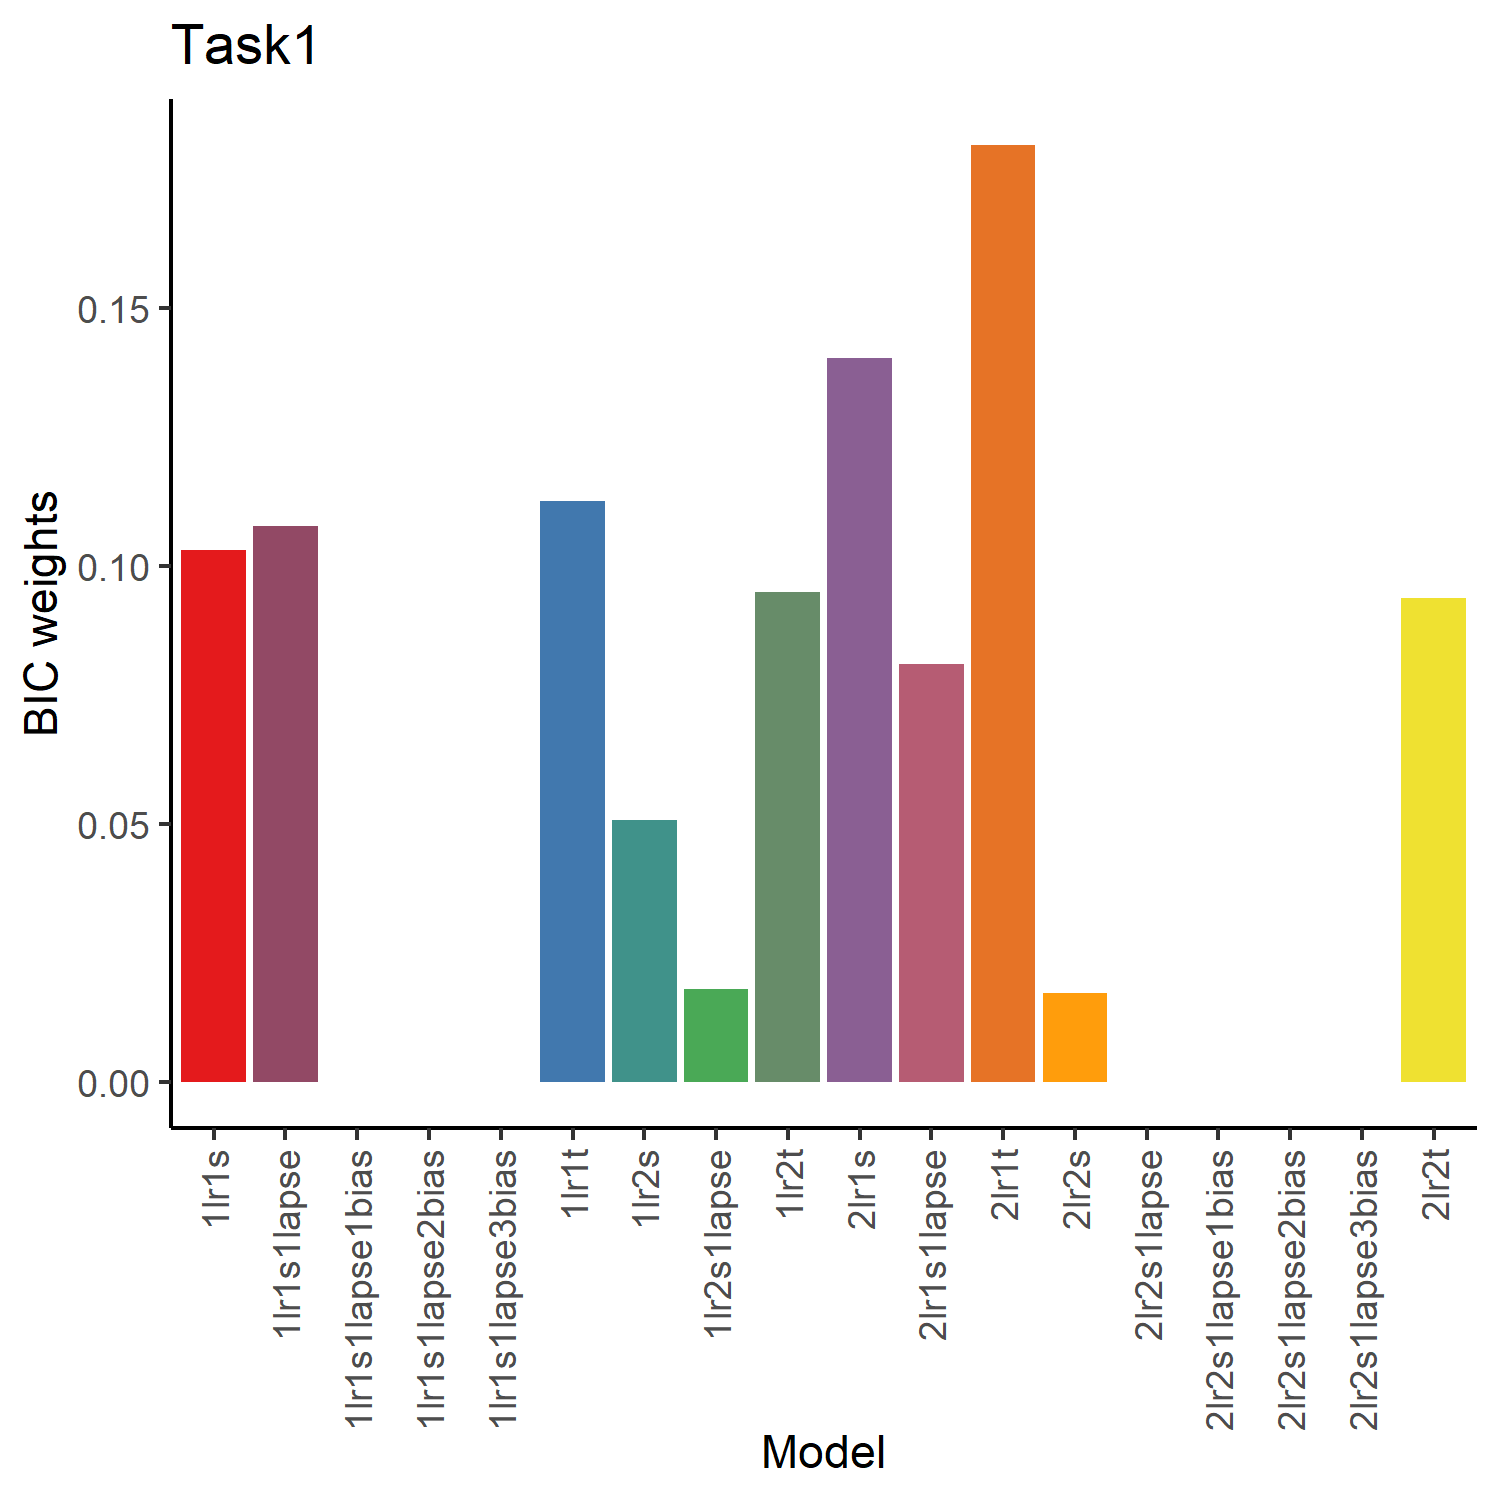 Task1
BIC weights
0.15
0.10
0.05
0.00
1lr1s
1lr1s1lapse
1lr1s1lapse1bias
1lr1s1lapse2bias
1lr1s1lapse3bias
1lr1t
1lr2s
1lr2s1lapse
1lr2t
2lr1s
2lr1s1lapse
2lr1t
2lr2s
2lr2s1lapse
2lr2s1lapse1bias
2lr2s1lapse2bias
2lr2s1lapse3bias
2lr2t
Model